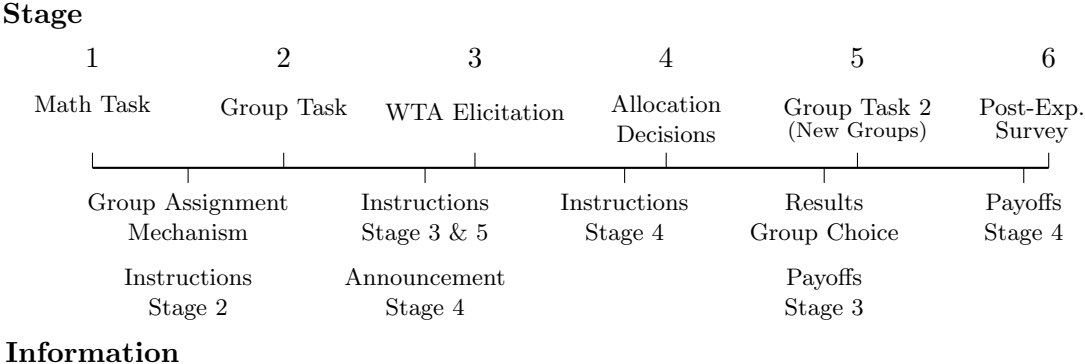 Stage
1 2 3 4 5 6
Math Task
Group Task
WTA Elicitation
Allocation
Decisions
Group Task 2
(New Groups)
Post-Exp.
Survey
Group Assignment
Mechanism
Instructions
Stage 2
Instructions
Stage 3 & 5
Announcement
Stage 4
Instructions
Stage 4
Results
Group Choice
Payoffs
Stage 3
Payoffs
Stage 4
Information